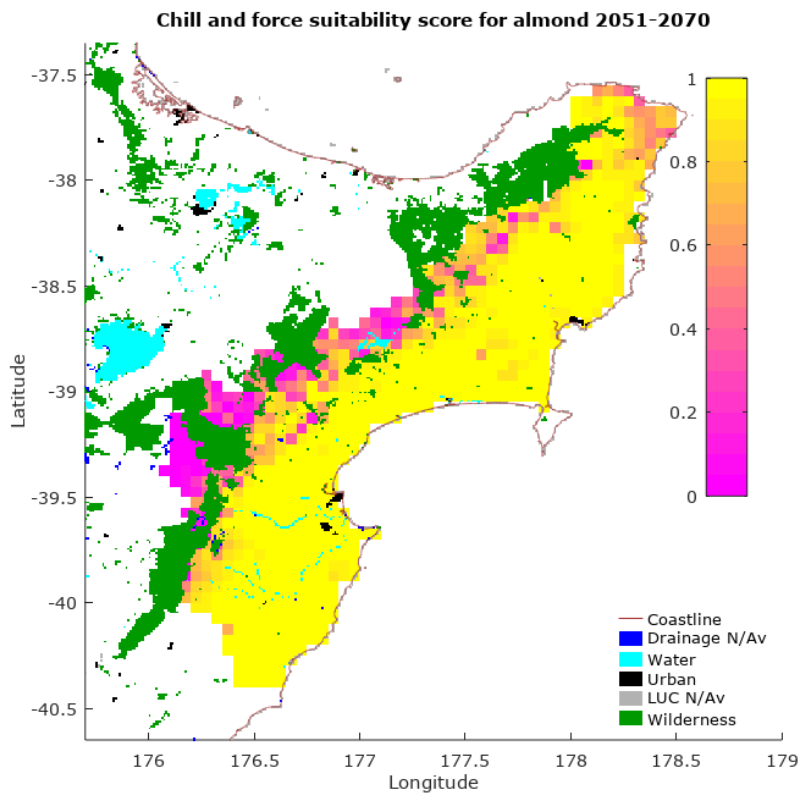 Chill and force suitability score for almond 2051-2070
-37.5
-38
-38.5
-39
-39.5
-40
-40.5
Latitude
176
176.5
177
177.5
178
178.5
179
Longitude
1
0.8
0.6
0.4
0.2
0
Coastline
Drainage N/Av
Water
Urban
LUC N/Av
Wilderness